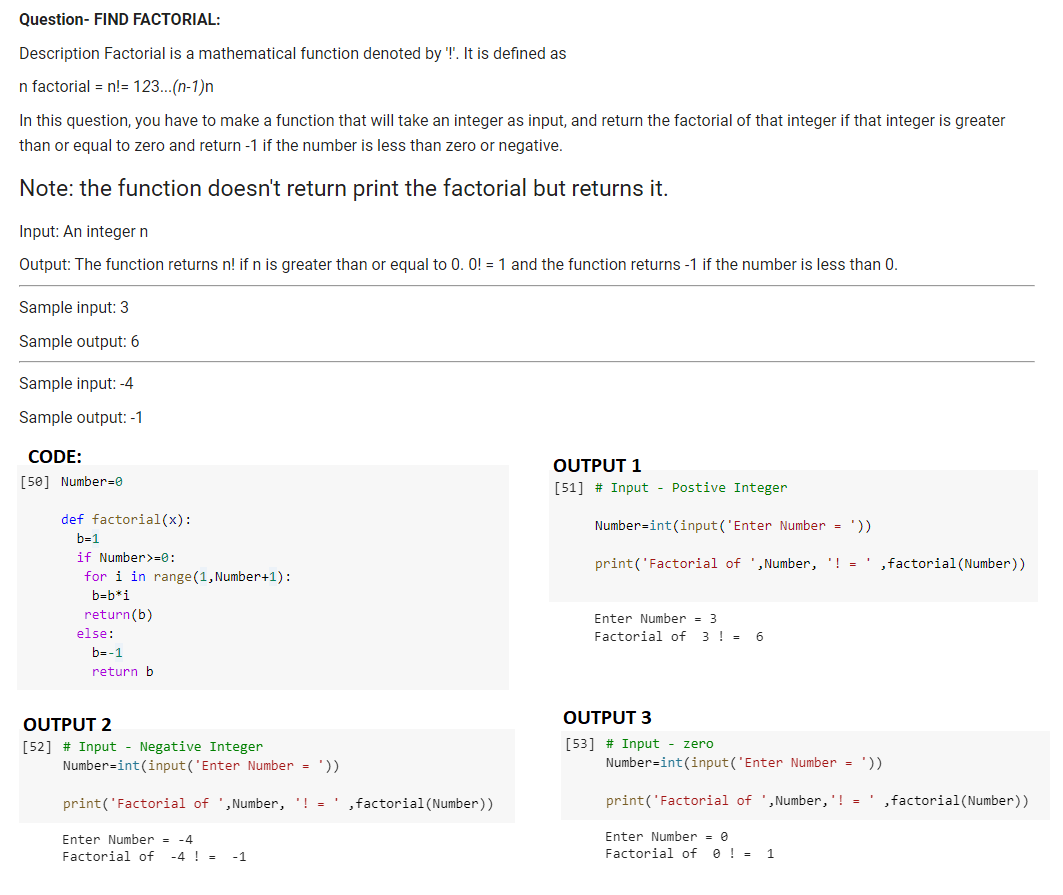 Question- FIND FACTORIAL:
Description Factorial is a mathematical function denoted by '!'. It is defined as
n factorial = n!= 123...(n-1)n
In this question, you have to make a function that will take an integer as input, and return the factorial of that integer if that integer is greater
than or equal to zero and return -1 if the number is less than zero or negative.
Note: the function doesn't return print the factorial but returns it.
Input: An integer n
Output: The function returns n! if n is greater than or equal to 0. 0! = 1 and the function returns -1 if the number is less than 0.
Sample input: 3
Sample output: 6
Sample input: -4
Sample output: -1
CODE:
[50] Number=0
def factorial(x):
b=1
if Number>=0:
for i in range(1,Number+1):
b=b*i
return(b)
else:
b=-1
return b
OUTPUT 1
[51] # Input - Postive Integer
Number=int(input('Enter Number = '))
print('Factorial of ',Number, '! = ' ,factorial(Number))
Enter Number = 3
Factorial of  3 ! =  6
OUTPUT 2
[52] # Input - Negative Integer
Number=int(input('Enter Number = '))
print('Factorial of ',Number, '! = ' ,factorial(Number))
Enter Number = -4
Factorial of  -4 ! =  -1
OUTPUT 3
[53] # Input - zero
Number=int(input('Enter Number = '))
print('Factorial of ',Number,'! = ' ,factorial(Number))
Enter Number = 0
Factorial of  0 ! =  1